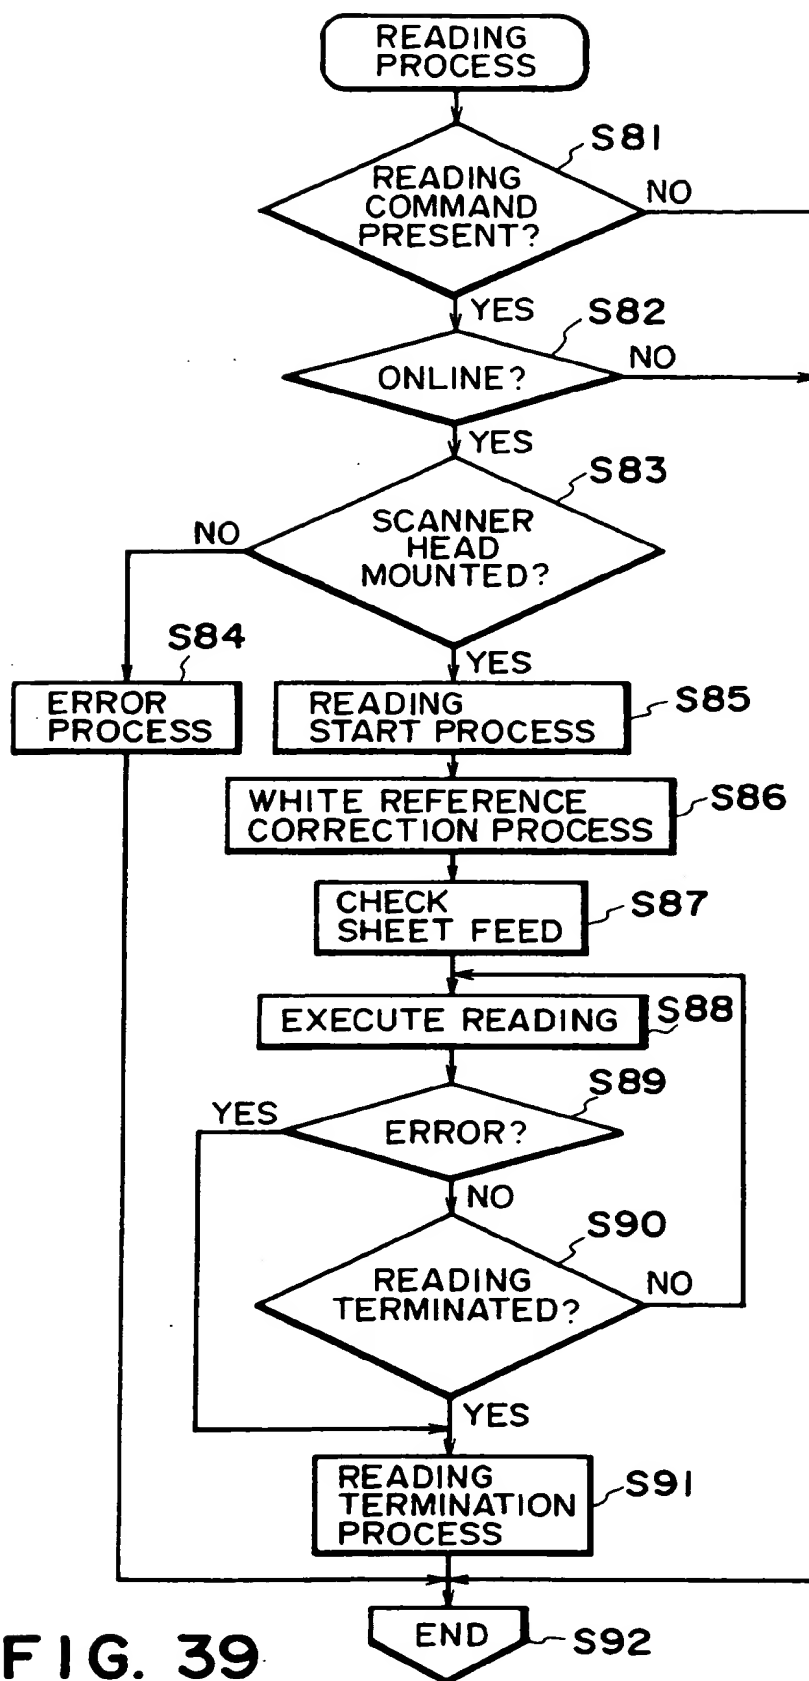 READING
PROCESS
S81
READING
COMMAND
PRESENT?
NO
YES
S82
ONLINE?
NO
YES
S83
SCANNER
HEAD
MOUNTED?
NO
YES
S84
ERROR
PROCESS
READING
START PROCESS
S85
WHITE REFERENCE
CORRECTION PROCESS
S86
CHECK
SHEET FEED
S87
EXECUTE READING
S88
S89
YES
ERROR?
NO
S90
READING
TERMINATED?
NO
YES
READING
TERMINATION
PROCESS
S91
END
S92
FIG. 39